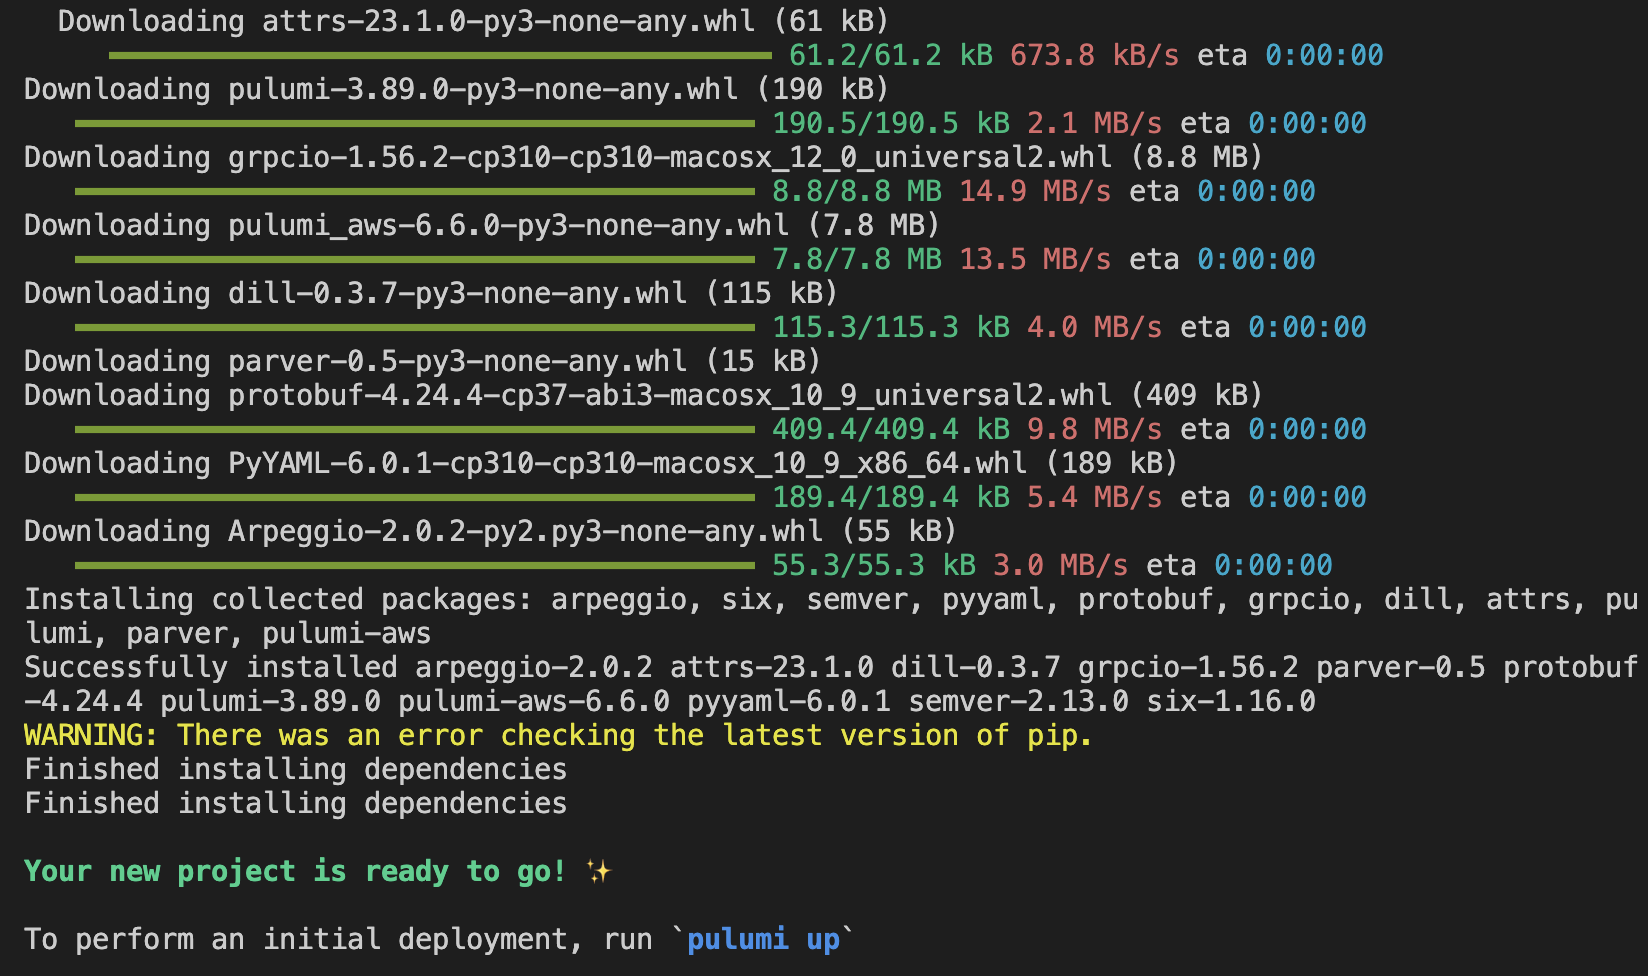 Downloading attrs-23.1.0-py3-none-any.whl (61 kB)
61.2/61.2 kB 673.8 kB/s eta 0:00:00
Downloading pulumi-3.89.0-py3-none-any.whl (190 kB)
190.5/190.5 kB 2.1 MB/s eta 0:00:00
Downloading grpcio-1.56.2-cp310-cp310-macosx_12_0_universal2.whl (8.8 MB)
8.8/8.8 MB 14.9 MB/s eta 0:00:00
Downloading pulumi_aws-6.6.0-py3-none-any.whl (7.8 MB)
7.8/7.8 MB 13.5 MB/s eta 0:00:00
Downloading dill-0.3.7-py3-none-any.whl (115 kB)
115.3/115.3 kB 4.0 MB/s eta 0:00:00
Downloading parver-0.5-py3-none-any.whl (15 kB)
Downloading protobuf-4.24.4-cp37-abi3-macosx_10_9_universal2.whl (409 kB)
409.4/409.4 kB 9.8 MB/s eta 0:00:00
Downloading PyYAML-6.0.1-cp310-cp310-macosx_10_9_x86_64.whl (189 kB)
189.4/189.4 kB 5.4 MB/s eta 0:00:00
Downloading Arpeggio-2.0.2-py2.py3-none-any.whl (55 kB)
55.3/55.3 kB 3.0 MB/s eta 0:00:00
Installing collected packages: arpeggio, six, semver, pyyaml, protobuf, grpcio, dill, attrs, pu
lumi, parver, pulumi-aws
Successfully installed arpeggio-2.0.2 attrs-23.1.0 dill-0.3.7 grpcio-1.56.2 parver-0.5 protobuf
-4.24.4 pulumi-3.89.0 pulumi-aws-6.6.0 pyyaml-6.0.1 semver-2.13.0 six-1.16.0
WARNING: There was an error checking the latest version of pip.
Finished installing dependencies
Finished installing dependencies
Your new project is ready to go! ✨
To perform an initial deployment, run `pulumi up`